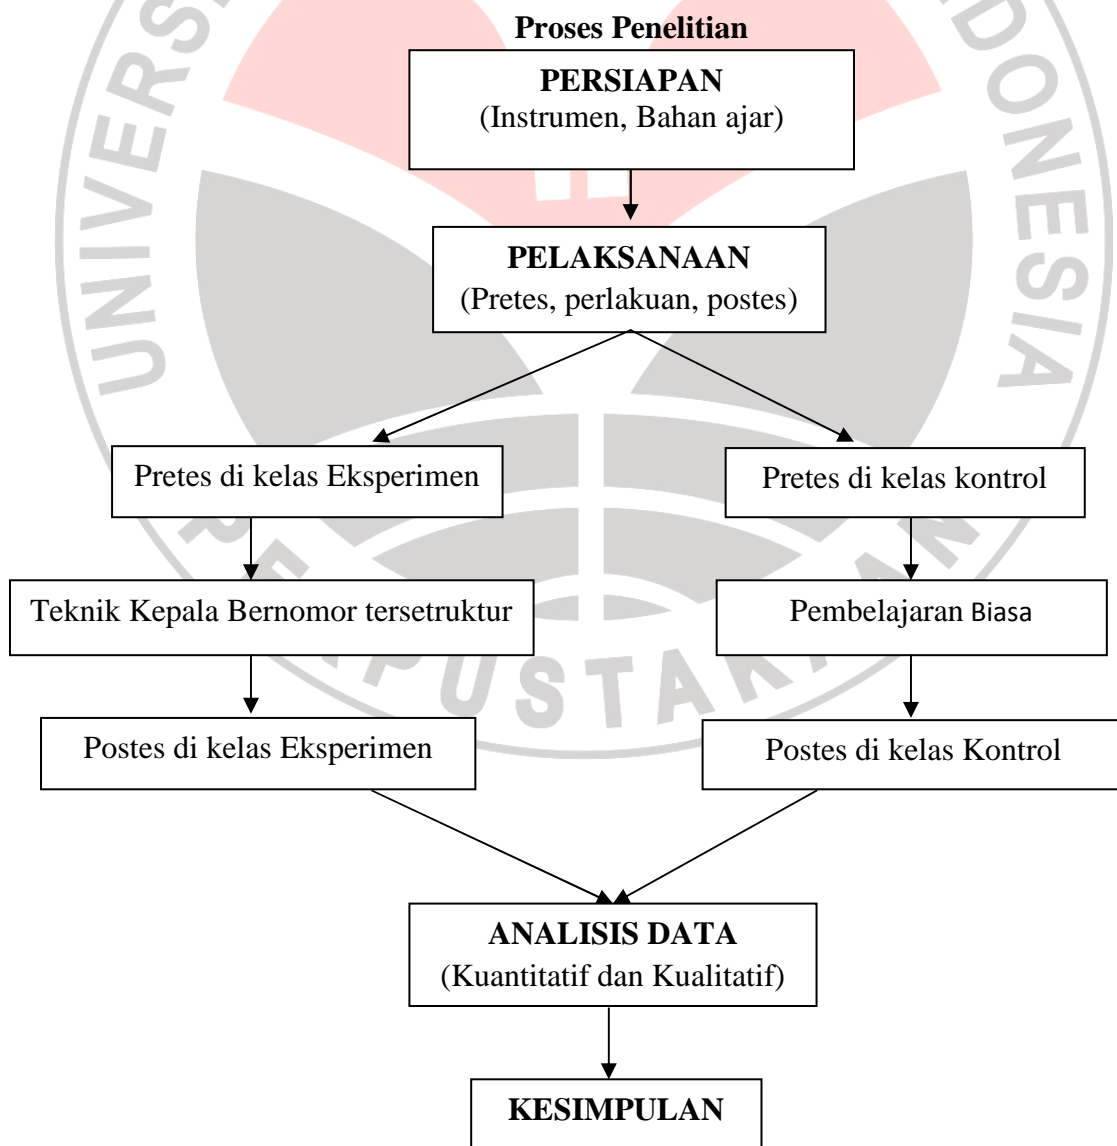 Proses Penelitian
PERSIAPAN
(Instrumen, Bahan ajar)
PELAKSANAAN
(Pretes, perlakuan, postes)
Pretes di kelas Eksperimen
Pretes di kelas kontrol
Teknik Kepala Bernomor tersetruktur
Pembelajaran Biasa
Postes di kelas Eksperimen
Postes di kelas Kontrol
ANALISIS DATA
(Kuantitatif dan Kualitatif)
KESIMPULAN